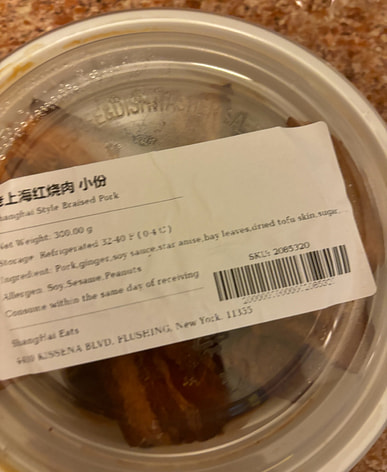 上海红烧肉 小份
Shanghai Style Braised Pork
Net Weight: 300.00 g
Storage: Refrigerated 32-40 F ( 0-4 C )
Ingredient: Pork,ginger,soy sauce,star anise,bay leaves,dried tofu skin,sugar
Allergen: Soy,Sesame,Peanuts
Consume within the same day of receiving
SKU: 2085320
ShangHai Eats
KISSENA BLVD, FLUSHING, New York, 11355